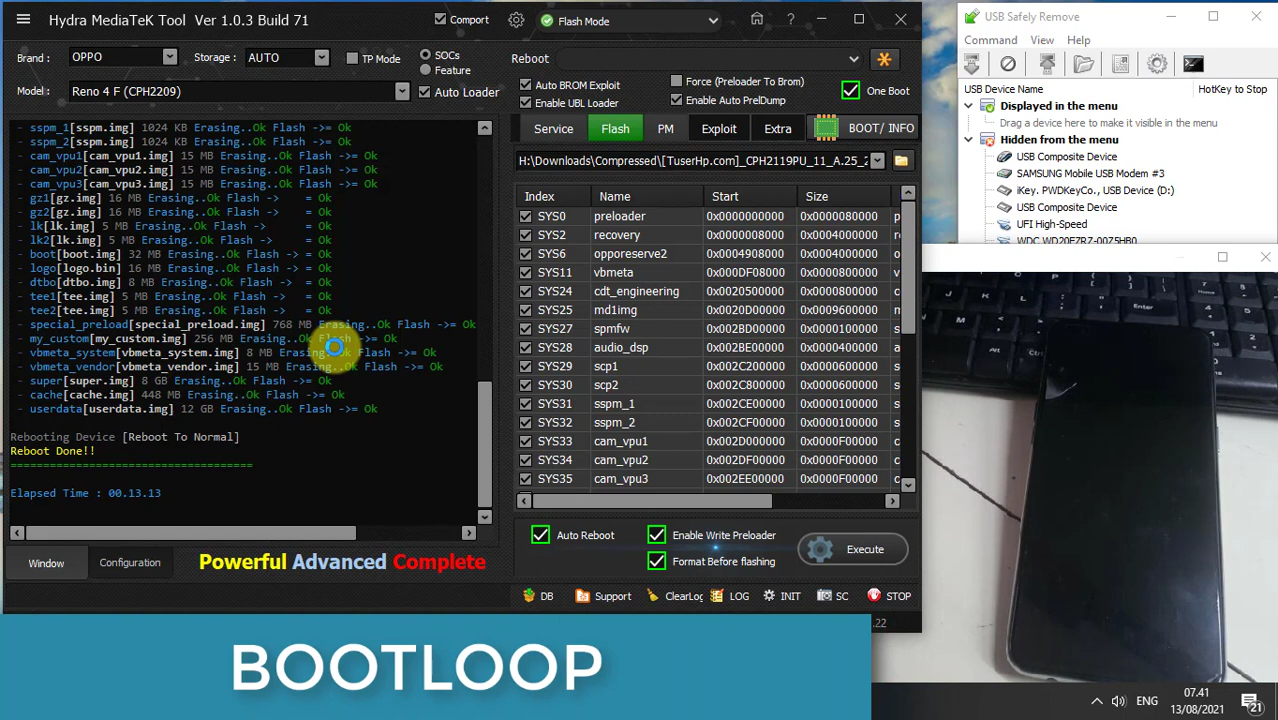 Hydra MediaTeK Tool Ver 1.0.3 Build 71
Comport
Flash Mode
?
Brand :
OPPO
Storage :
AUTO
TP Mode
SOCs
Feature
Model :
Reno 4 F (CPH2209)
Auto Loader
Reboot
Auto BROM Exploit
Force (Preloader To Brom)
Enable UBL Loader
Enable Auto PrelDump
One Boot
Service
Flash
PM
Exploit
Extra
BOOT/ INFO
H:\Downloads\Compressed\[TuserHp.com]_CPH2119PU_11_A.25_2
- sspm_1[sspm.img] 1024 KB Erasing..Ok Flash ->= Ok
- sspm_2[sspm.img] 1024 KB Erasing..Ok Flash ->= Ok
- cam_vpu1[cam_vpu1.img] 15 MB Erasing..Ok Flash ->= Ok
- cam_vpu2[cam_vpu2.img] 15 MB Erasing..Ok Flash ->= Ok
- cam_vpu3[cam_vpu3.img] 15 MB Erasing..Ok Flash ->= Ok
- gz1[gz.img] 16 MB Erasing..Ok Flash -> = Ok
- gz2[gz.img] 16 MB Erasing..Ok Flash -> = Ok
- lk[lk.img] 5 MB Erasing..Ok Flash -> = Ok
- lk2[lk.img] 5 MB Erasing..Ok Flash -> = Ok
- boot[boot.img] 32 MB Erasing..Ok Flash -> = Ok
- logo[logo.bin] 16 MB Erasing..Ok Flash -> = Ok
- dtbo[dtbo.img] 8 MB Erasing..Ok Flash -> = Ok
- tee1[tee.img] 5 MB Erasing..Ok Flash -> = Ok
- tee2[tee.img] 5 MB Erasing..Ok Flash -> = Ok
- special_preload[special_preload.img] 768 MB Erasing..Ok Flash ->= Ok
- my_custom[my_custom.img] 256 MB Erasing..Ok Flash ->= Ok
- vbmeta_system[vbmeta_system.img] 8 MB Erasing..Ok Flash ->= Ok
- vbmeta_vendor[vbmeta_vendor.img] 15 MB Erasing..Ok Flash ->= Ok
- super[super.img] 8 GB Erasing..Ok Flash ->= Ok
- cache[cache.img] 448 MB Erasing..Ok Flash ->= Ok
- userdata[userdata.img] 12 GB Erasing..Ok Flash ->= Ok
Rebooting Device [Reboot To Normal]
Reboot Done!!
====================================
Elapsed Time : 00.13.13
Window
Configuration
Powerful Advanced Complete
Index Name Start Size
SYS0 preloader 0x0000000000 0x0000080000 p
SYS2 recovery 0x0000008000 0x0004000000 re
SYS6 opporeserve2 0x0004908000 0x0004000000 o
SYS11 vbmeta 0x000DF08000 0x0000800000 v
SYS24 cdt_engineering 0x0020500000 0x0000800000 c
SYS25 md1img 0x0020D00000 0x0009600000 m
SYS27 spmfw 0x002BD00000 0x0000100000 s
SYS28 audio_dsp 0x002BE00000 0x0000400000 a
SYS29 scp1 0x002C200000 0x0000600000 s
SYS30 scp2 0x002C800000 0x0000600000 s
SYS31 sspm_1 0x002CE00000 0x0000100000 s
SYS32 sspm_2 0x002CF00000 0x0000100000 s
SYS33 cam_vpu1 0x002D000000 0x0000F00000 c
SYS34 cam_vpu2 0x002DF00000 0x0000F00000 c
SYS35 cam_vpu3 0x002EE00000 0x0000F00000 c
Auto Reboot
Enable Write Preloader
Format Before flashing
Execute
DB
Support
ClearLog
LOG
INIT
SC
STOP
.22
USB Safely Remove
Command View Help
USB Device Name HotKey to Stop
Displayed in the menu
Drag a device here to make it visible in the menu
Hidden from the menu
USB Composite Device
SAMSUNG Mobile USB Modem #3
iKey. PWDKeyCo., USB Device (D:)
USB Composite Device
UFI High-Speed
WDC WD20EZRZ-00Z5HB0
Enter
BOOTLOOP
ENG
07.41
13/08/2021
21